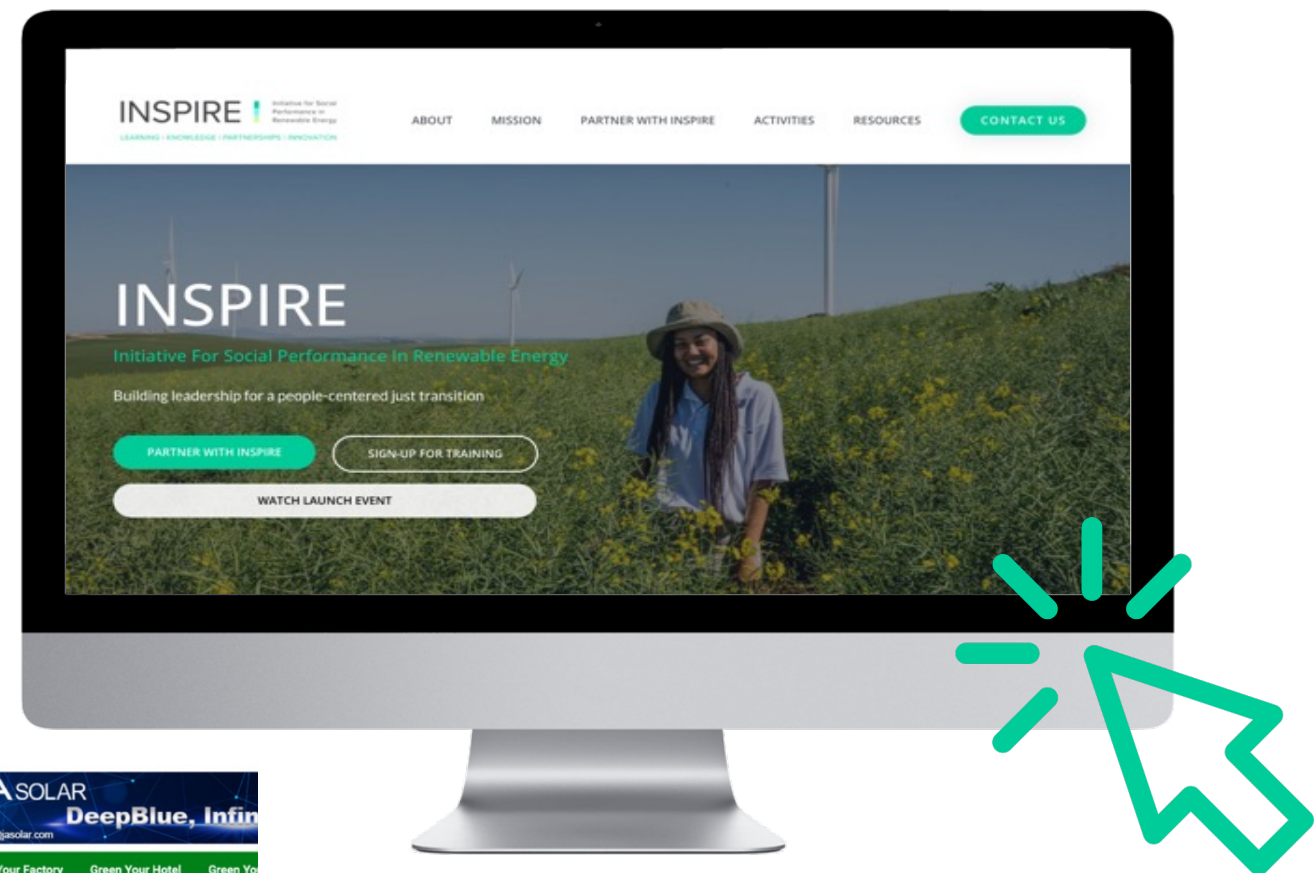 INSPIRE
Initiative for Social
Performance in
Renewable Energy
LEARNING | KNOWLEDGE | PARTNERSHIPS | INNOVATION
ABOUT MISSION PARTNER WITH INSPIRE ACTIVITIES RESOURCES CONTACT US
INSPIRE
Initiative For Social Performance In Renewable Energy
Building leadership for a people-centered just transition
PARTNER WITH INSPIRE SIGN-UP FOR TRAINING
WATCH LAUNCH EVENT
A SOLAR
DeepBlue, Infin
@jasolar.com
Your Factory Green Your Hotel Green Yo